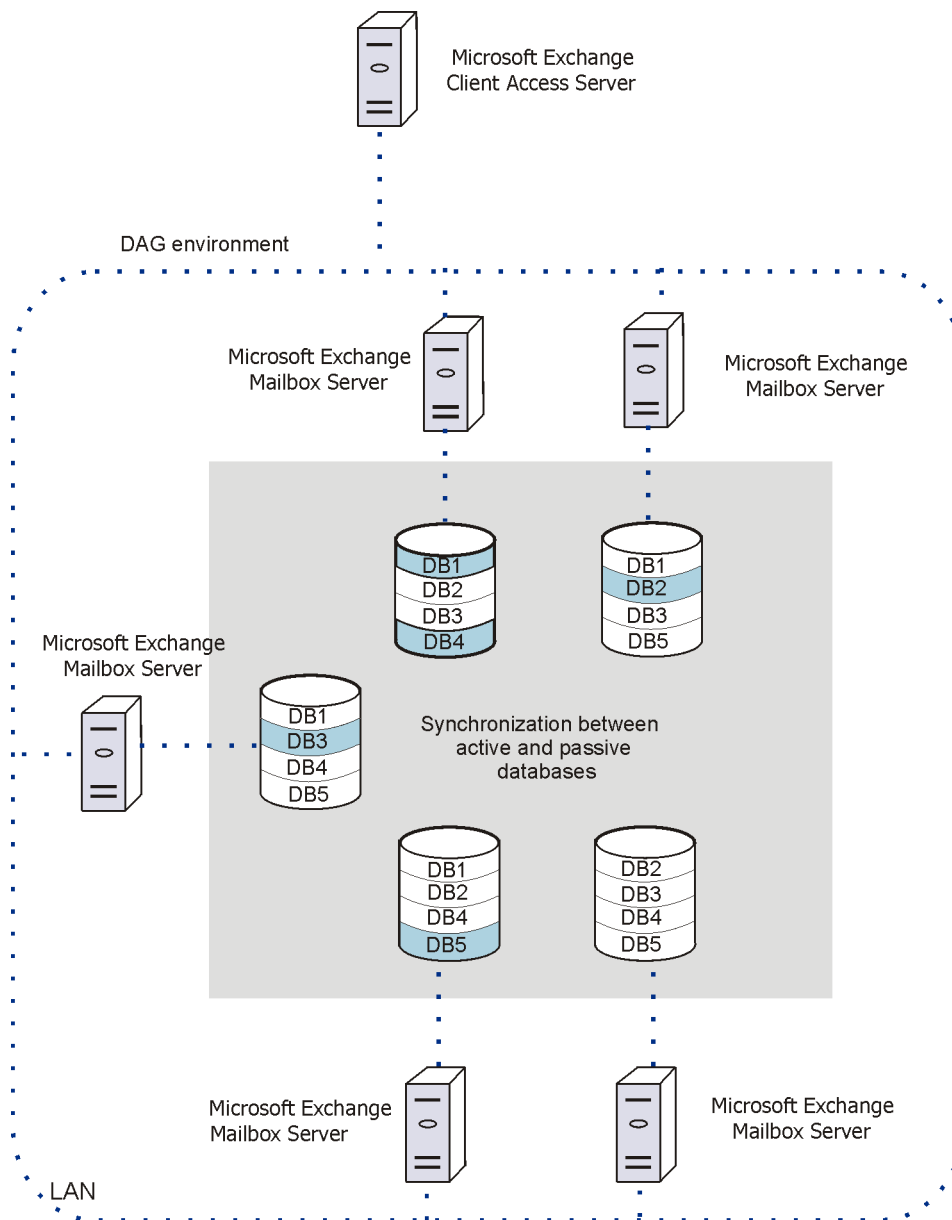 Microsoft Exchange
Client Access Server
DAG environment
Microsoft Exchange
Mailbox Server
Microsoft Exchange
Mailbox Server
DB1
DB2
DB3
DB4
DB1
DB2
DB3
DB5
Microsoft Exchange
Mailbox Server
DB1
DB3
DB4
DB5
Synchronization between
active and passive
databases
DB1
DB2
DB4
DB5
DB2
DB3
DB4
DB5
Microsoft Exchange
Mailbox Server
Microsoft Exchange
Mailbox Server
LAN